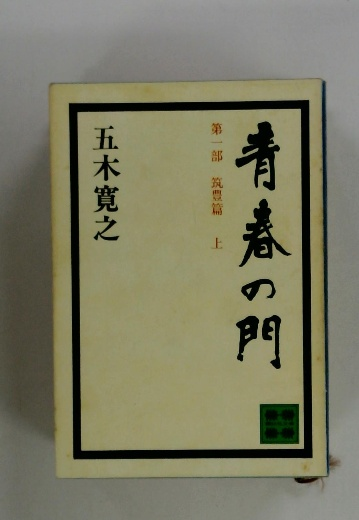 青春の門
第一部 筑豊篇 上
五木寛之